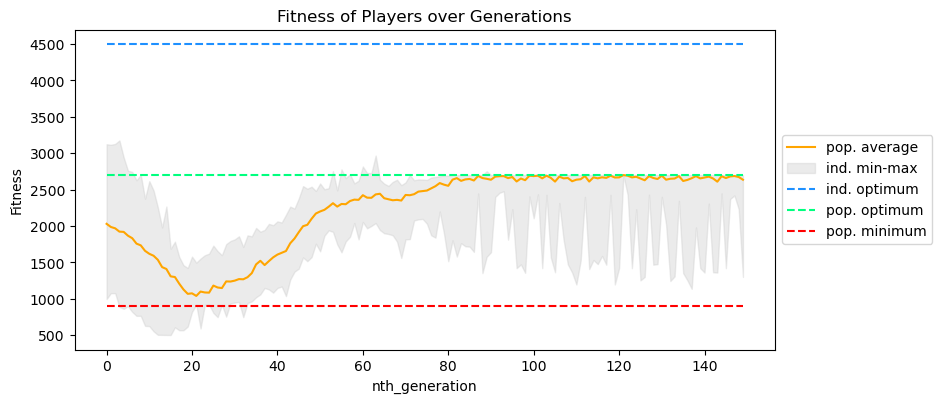 Fitness of Players over Generations
Fitness
4500
4000
3500
3000
2500
2000
1500
1000
500
0
20
40
60
80
100
120
140
nth_generation
pop. average
ind. min-max
ind. optimum
pop. optimum
pop. minimum